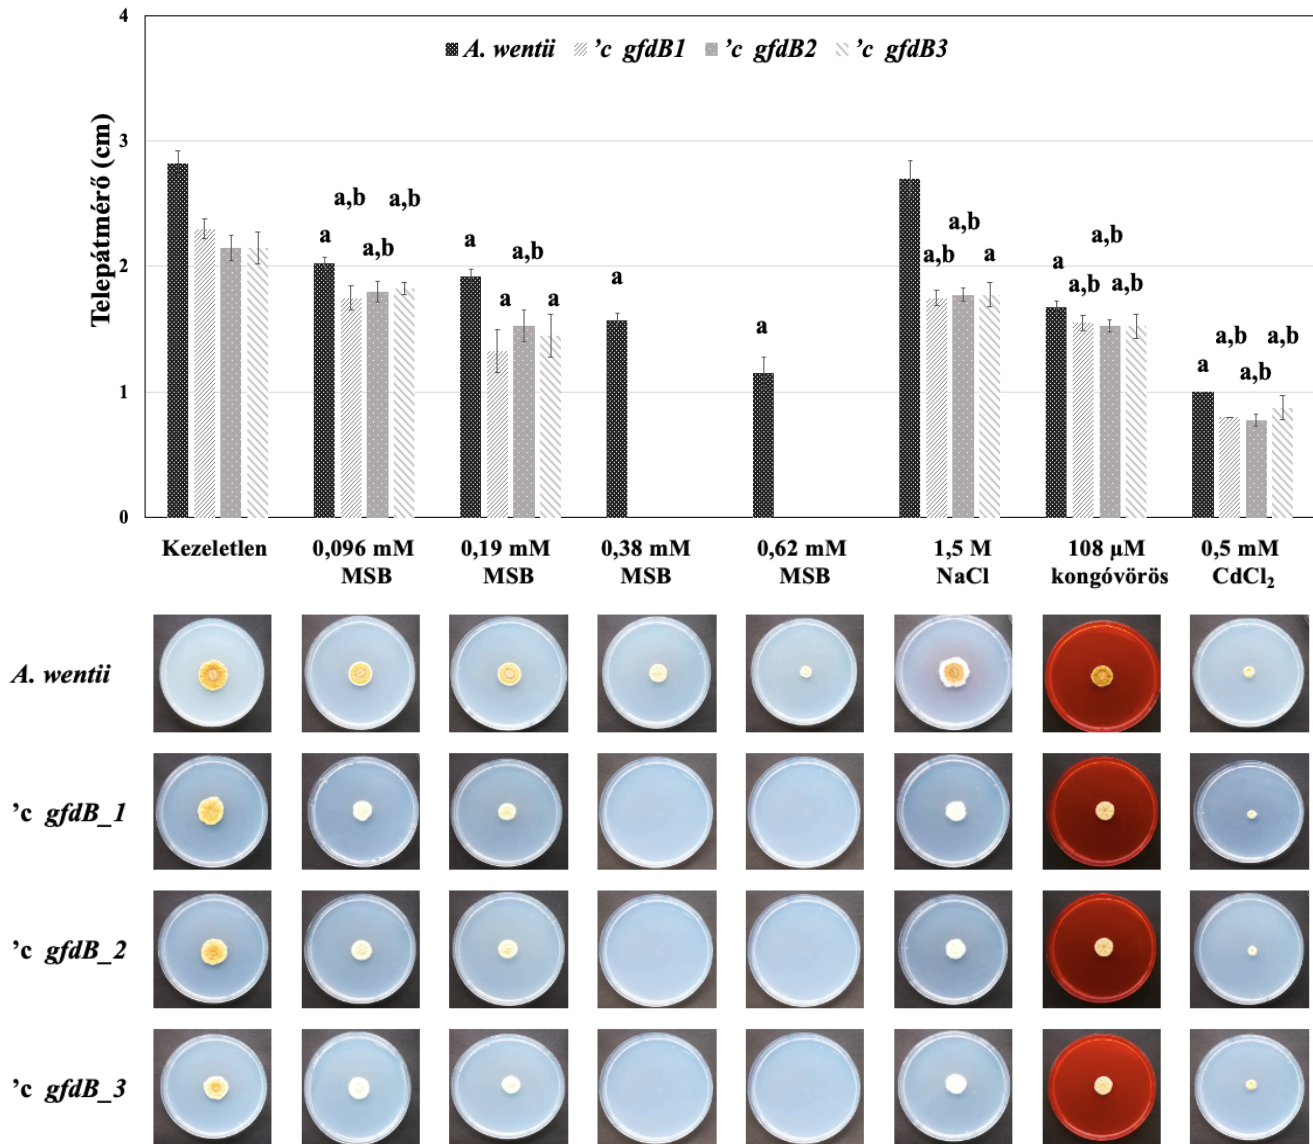 4
3
2
1
0
Telepátmérő (cm)
A. wentii 'c gfdB1 'c gfdB2 'c gfdB3
a a,b a,b a,b
a a a,b a
a
a
a,b a,b a
a a,b a,b a,b
a a,b a,b a,b
Kezeletlen
0,096 mM
MSB
0,19 mM
MSB
0,38 mM
MSB
0,62 mM
MSB
1,5 M
NaCl
108 µM
kongóvörös
0,5 mM
CdCl₂
A. wentii
'c gfdB_1
'c gfdB_2
'c gfdB_3